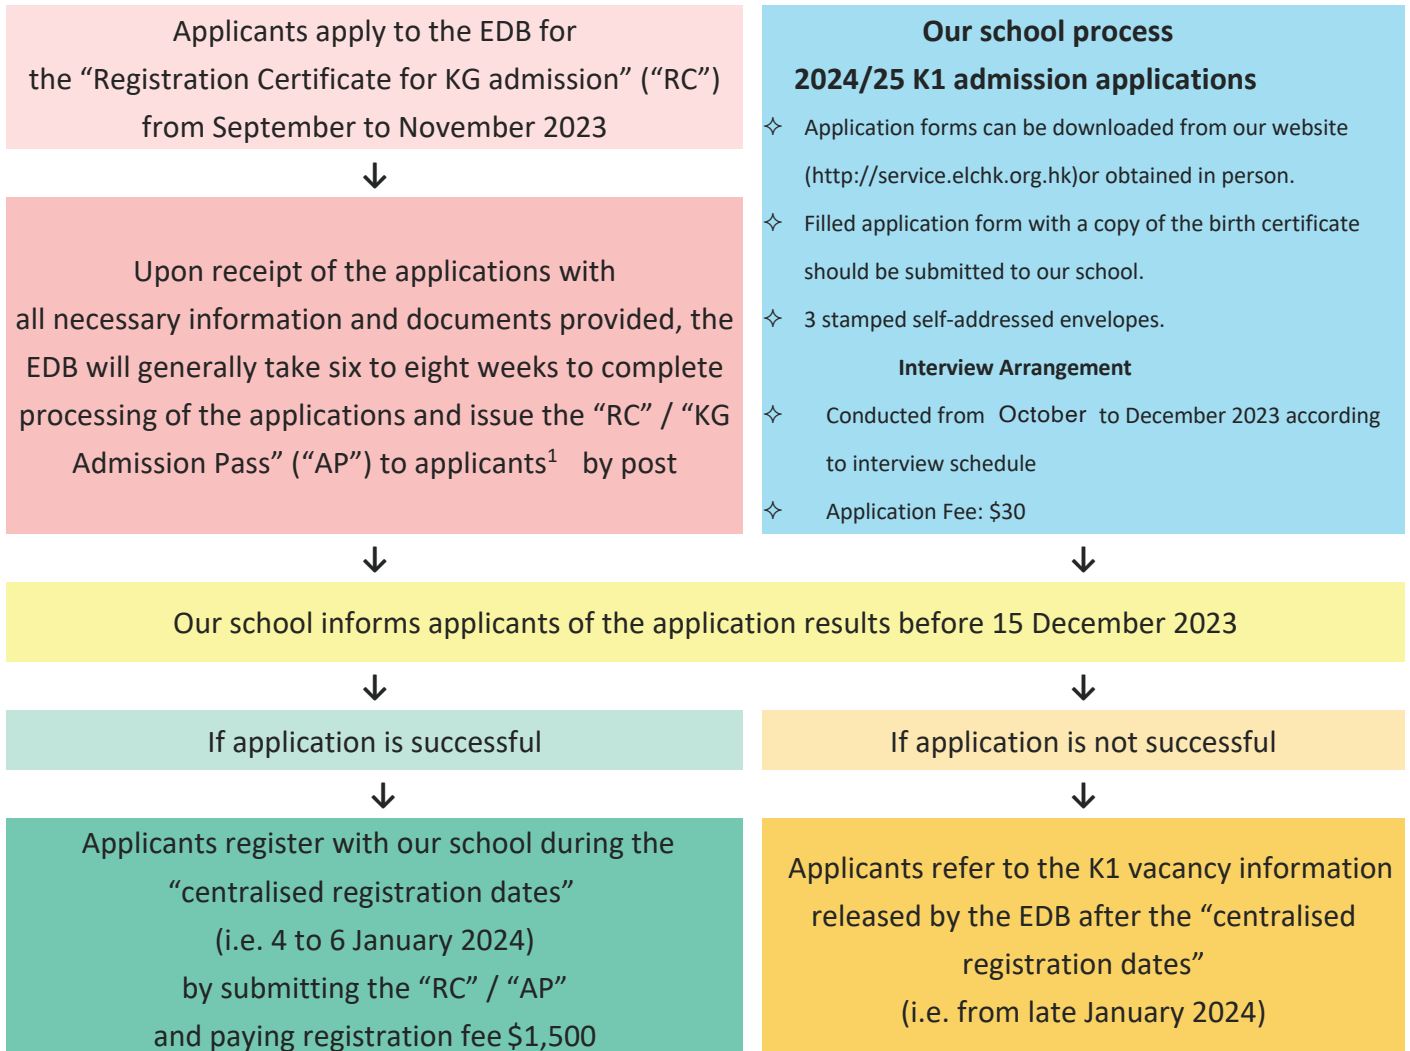 Applicants apply to the EDB for
the “Registration Certificate for KG admission” (“RC”)
from September to November 2023
↓
Upon receipt of the applications with
all necessary information and documents provided, the
EDB will generally take six to eight weeks to complete
processing of the applications and issue the “RC” / “KG
Admission Pass” (“AP”) to applicants¹ by post
Our school process
2024/25 K1 admission applications
✧ Application forms can be downloaded from our website
(http://service.elchk.org.hk)or obtained in person.
✧ Filled application form with a copy of the birth certificate
should be submitted to our school.
✧ 3 stamped self-addressed envelopes.
Interview Arrangement
✧ Conducted from October to December 2023 according
to interview schedule
✧ Application Fee: $30
↓ ↓
Our school informs applicants of the application results before 15 December 2023
↓ ↓
If application is successful
↓
Applicants register with our school during the
“centralised registration dates”
(i.e. 4 to 6 January 2024)
by submitting the “RC” / “AP”
and paying registration fee $1,500
If application is not successful
↓
Applicants refer to the K1 vacancy information
released by the EDB after the “centralised
registration dates”
(i.e. from late January 2024)